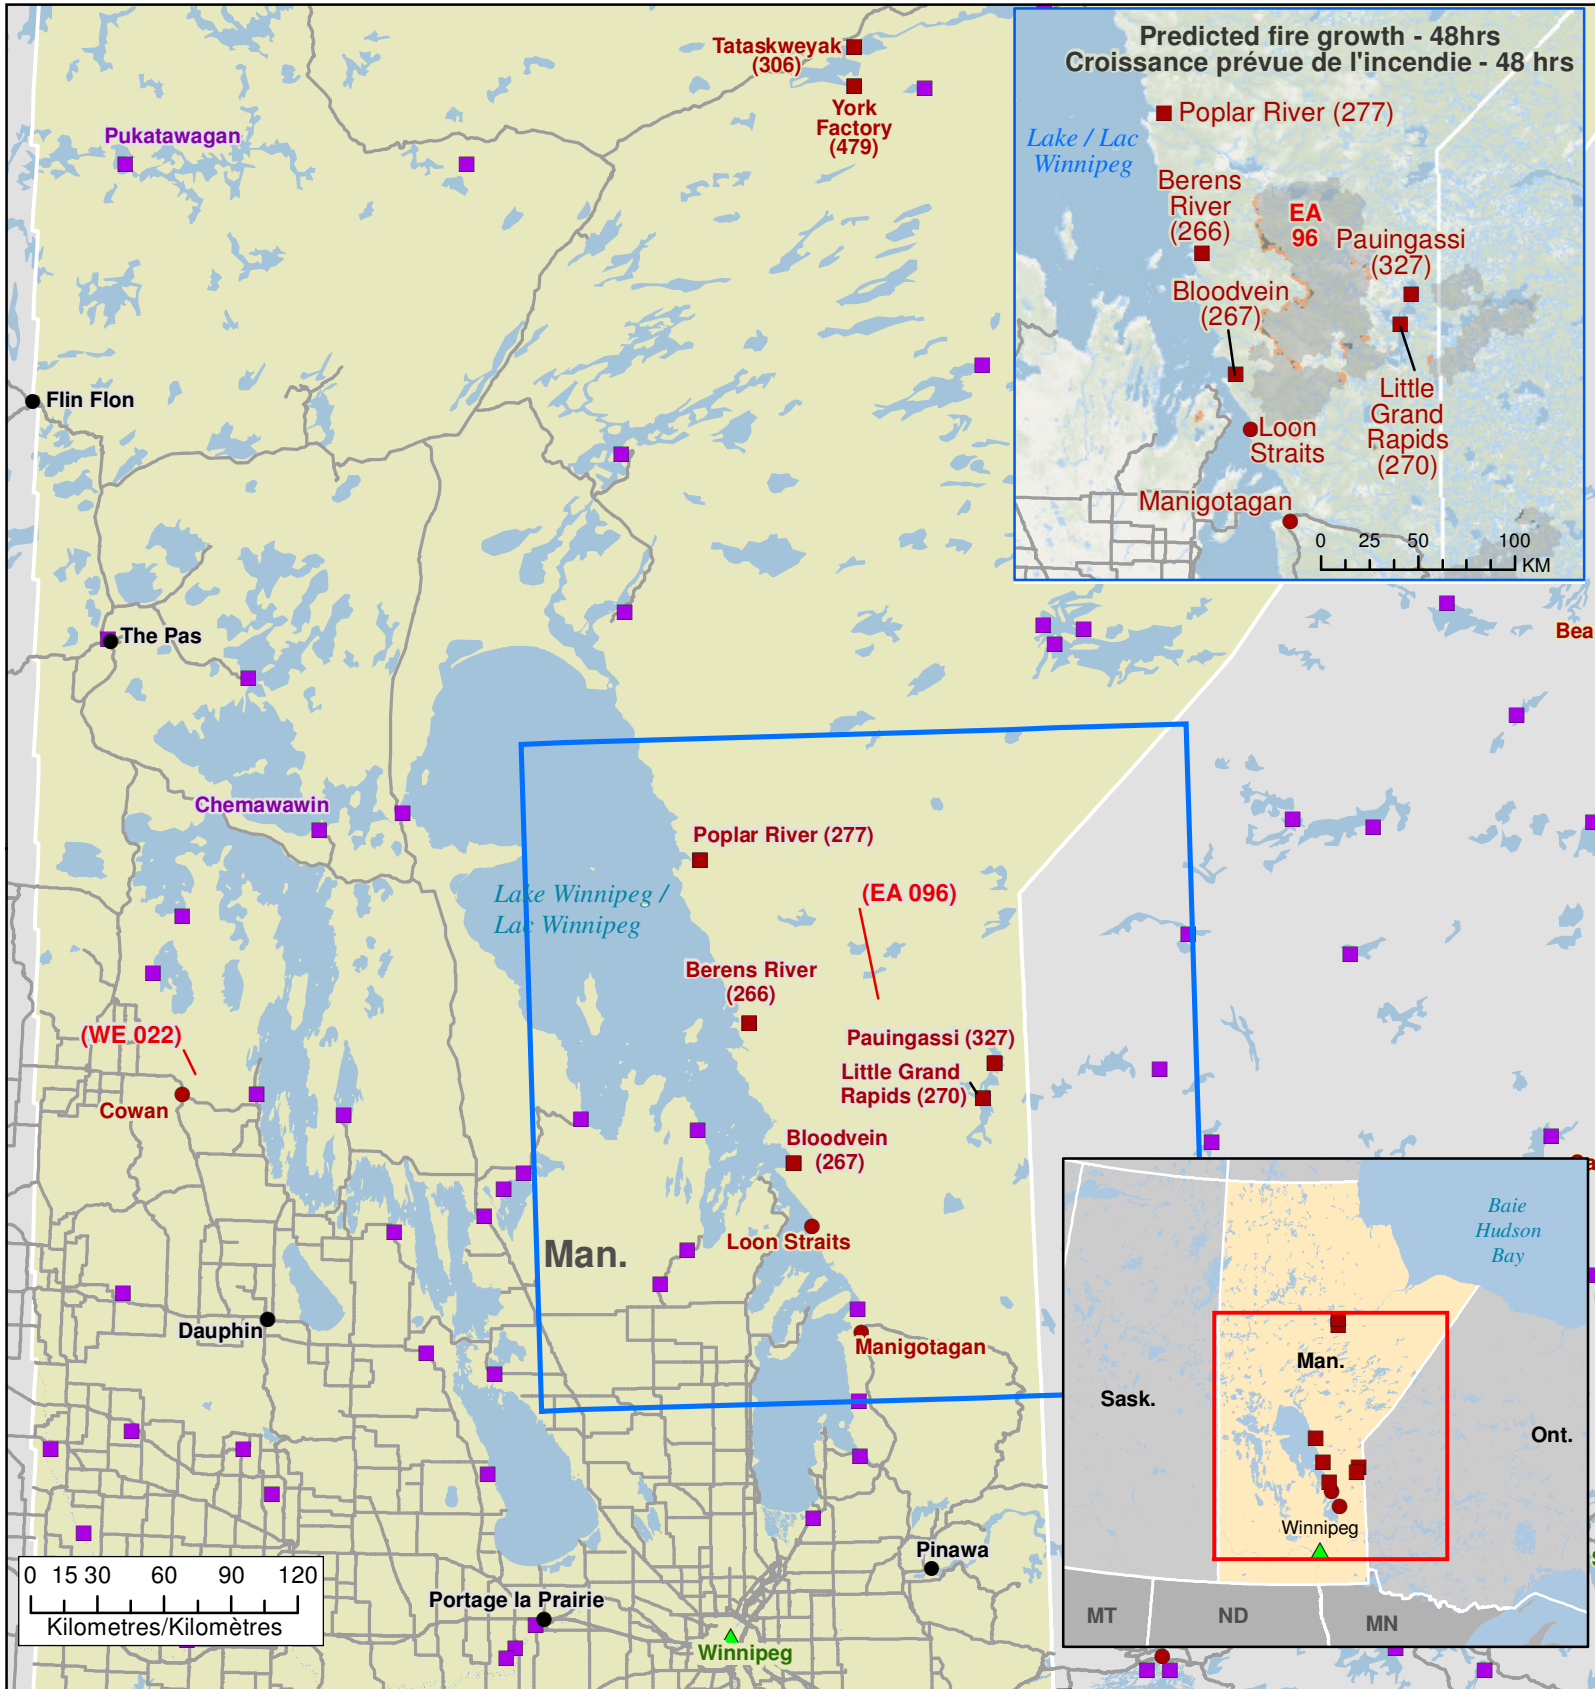 Tataskweyak
(306)
York
Factory
(479)
Pukatawagan
Flin Flon
The Pas
Chemawawin
Poplar River (277)
Lake Winnipeg /
Lac Winnipeg
(EA 096)
Berens River
(266)
(WE 022)
Cowan
Pauingassi (327)
Little Grand
Rapids (270)
Bloodvein
(267)
Loon Straits
Man.
Dauphin
Manigotagan
Pinawa
Portage la Prairie
Winnipeg
Bea
0 15 30 60 90 120
Kilometres/Kilomètres
Predicted fire growth - 48hrs
Croissance prévue de l'incendie - 48 hrs
Poplar River (277)
Lake / Lac
Winnipeg
Berens
River
(266)
EA
96
Pauingassi
(327)
Bloodvein
(267)
Little
Grand
Rapids
(270)
Loon
Straits
Manigotagan
0 25 50 100
KM
Baie
Hudson
Bay
Man.
Sask.
Ont.
Winnipeg
MT
ND
MN